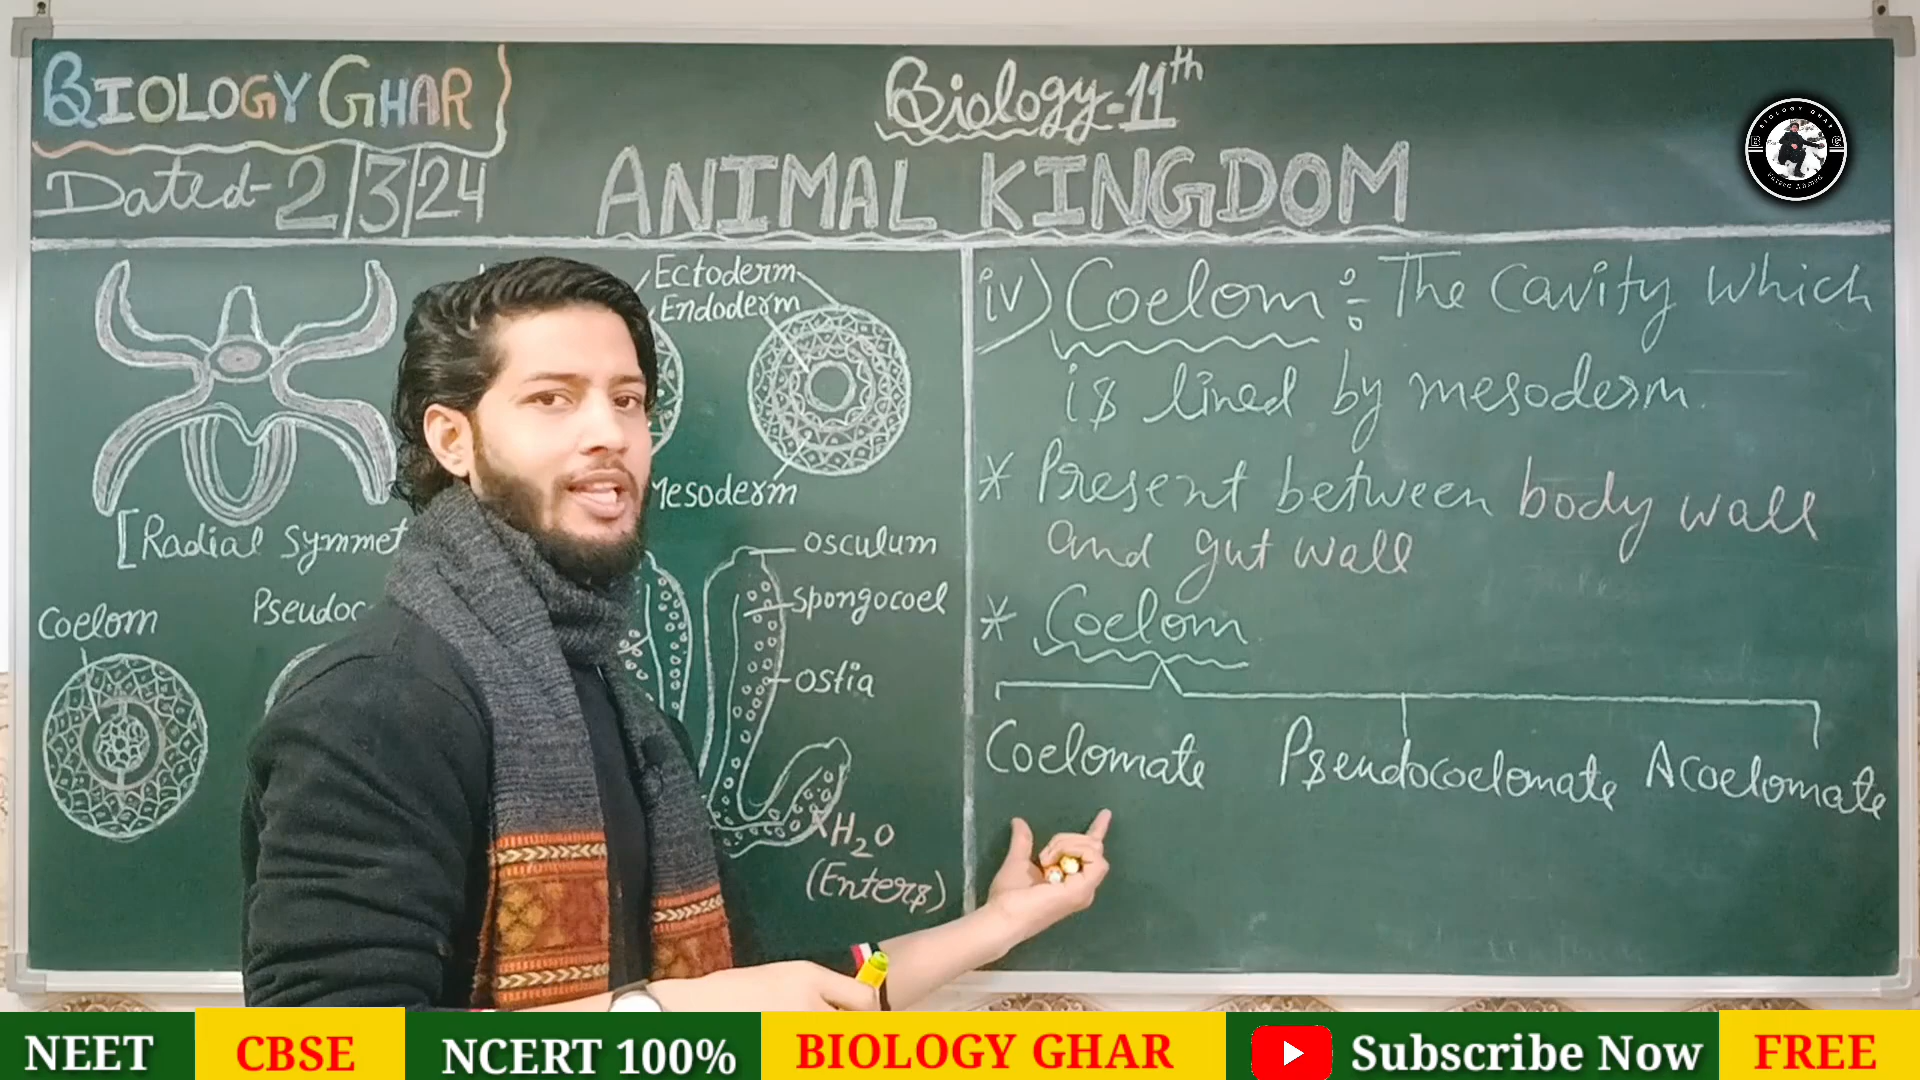 BIOLOGY GHAR
Dated-2/3/24
Biology-11th
ANIMAL KINGDOM
BIOLOGY GHAR
[Radial Symmet
Ectoderm
Endoderm
Mesoderm
Coelom
Pseudoc
osculum
spongocoel
ostia
H2O
(Enters)
iv) Coelom :- The cavity which
is lined by mesoderm.
* Present between body wall
and gut wall
* Coelom
Coelomate Pseudocoelomate Acoelomate
NEET CBSE NCERT 100% BIOLOGY GHAR Subscribe Now FREE